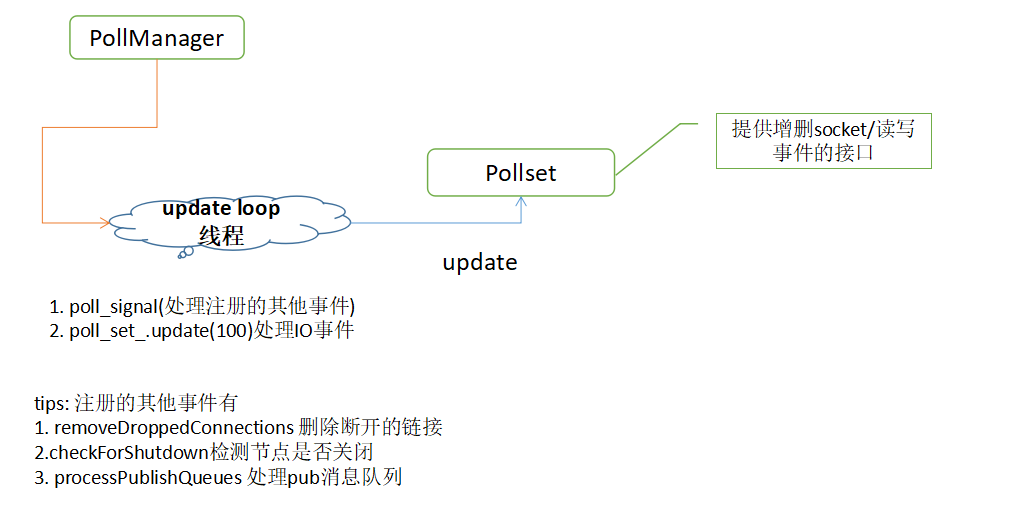 PollManager
提供增删socket/读写
事件的接口
Pollset
update loop
线程
update
1. poll_signal(处理注册的其他事件)
2. poll_set_.update(100)处理IO事件
tips: 注册的其他事件有
1. removeDroppedConnections 删除断开的链接
2.checkForShutdown检测节点是否关闭
3. processPublishQueues 处理pub消息队列